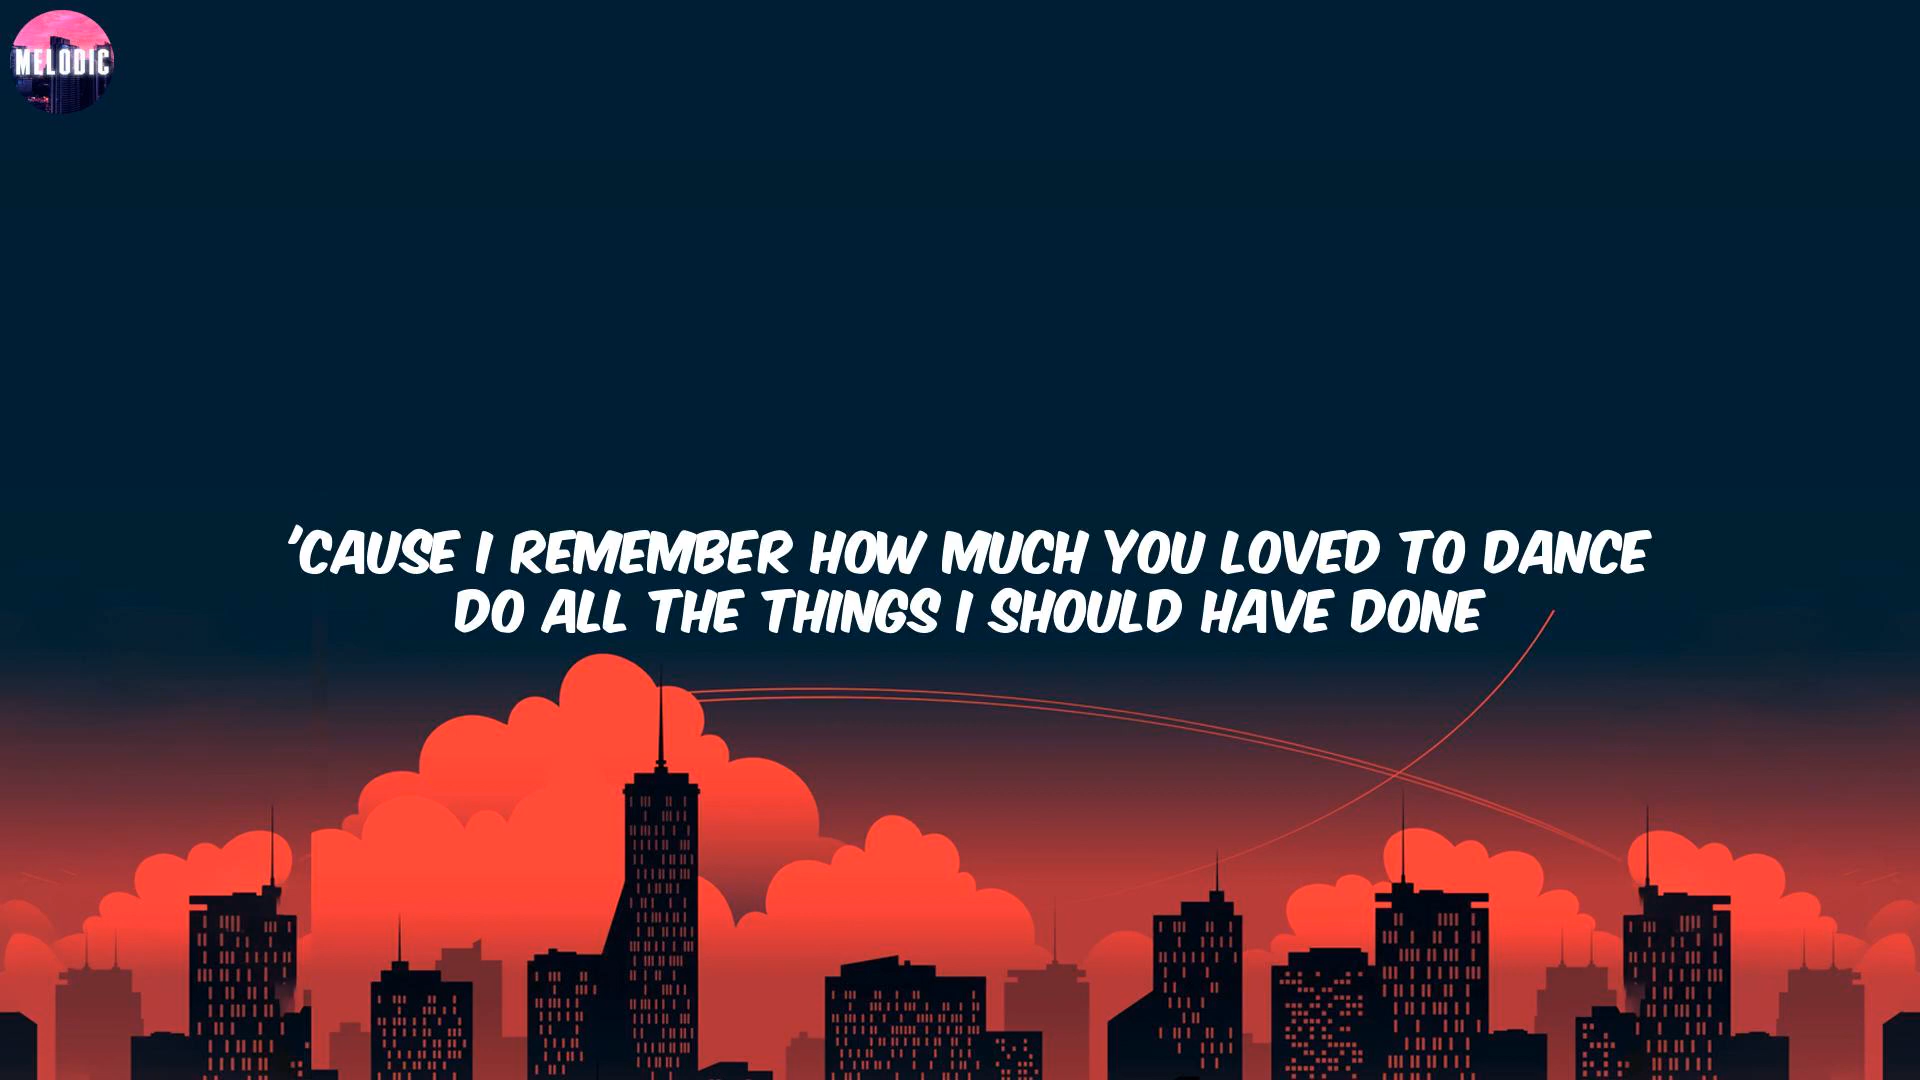 MELODIC
'CAUSE I REMEMBER HOW MUCH YOU LOVED TO DANCE
DO ALL THE THINGS I SHOULD HAVE DONE